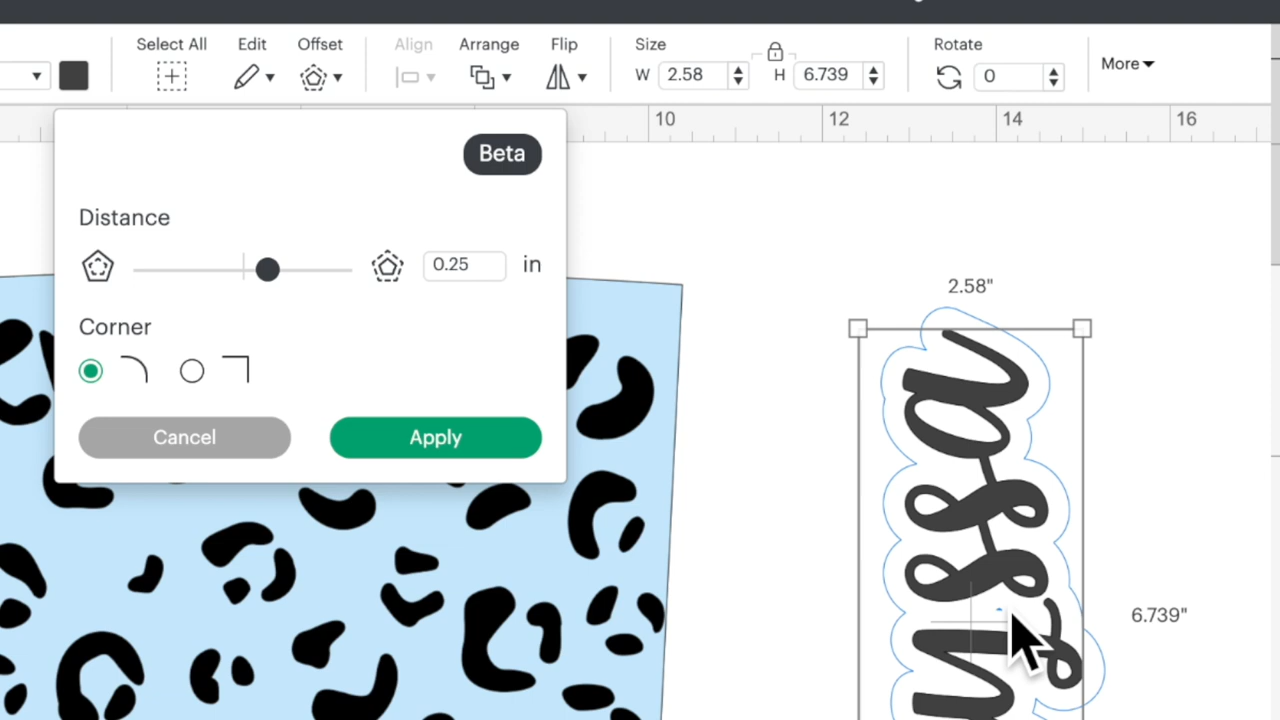 Select All Edit Offset Align Arrange Flip Size Rotate
W 2.58 H 6.739 0 More
10 12 14 16
Beta
Distance
0.25 in
Corner
Cancel Apply
2.58"
6.739"